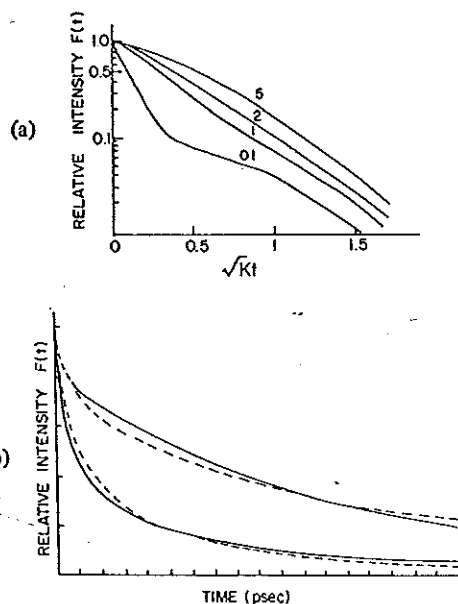 (a)
RELATIVE INTENSITY F(t)
1.0
0.5
0.1
5
2
1
01
0 0.5 1 1.5
√Kt
)
RELATIVE INTENSITY F(t)
TIME (psec)